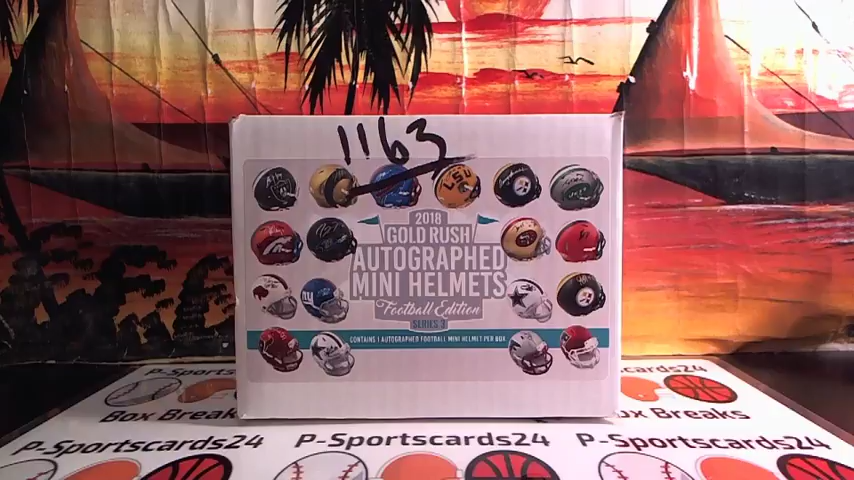 1163
LSU
2018
GOLD RUSH
AUTOGRAPHED
MINI HELMETS
Football Edition
SERIES 3
CONTAINS 1 AUTOGRAPHED FOOTBALL MINI HELMET PER BOX
P-Sportscards24
Box Breaks
Box Breaks
P-Sportscards24 P-Sportscards24 P-Sportscards24